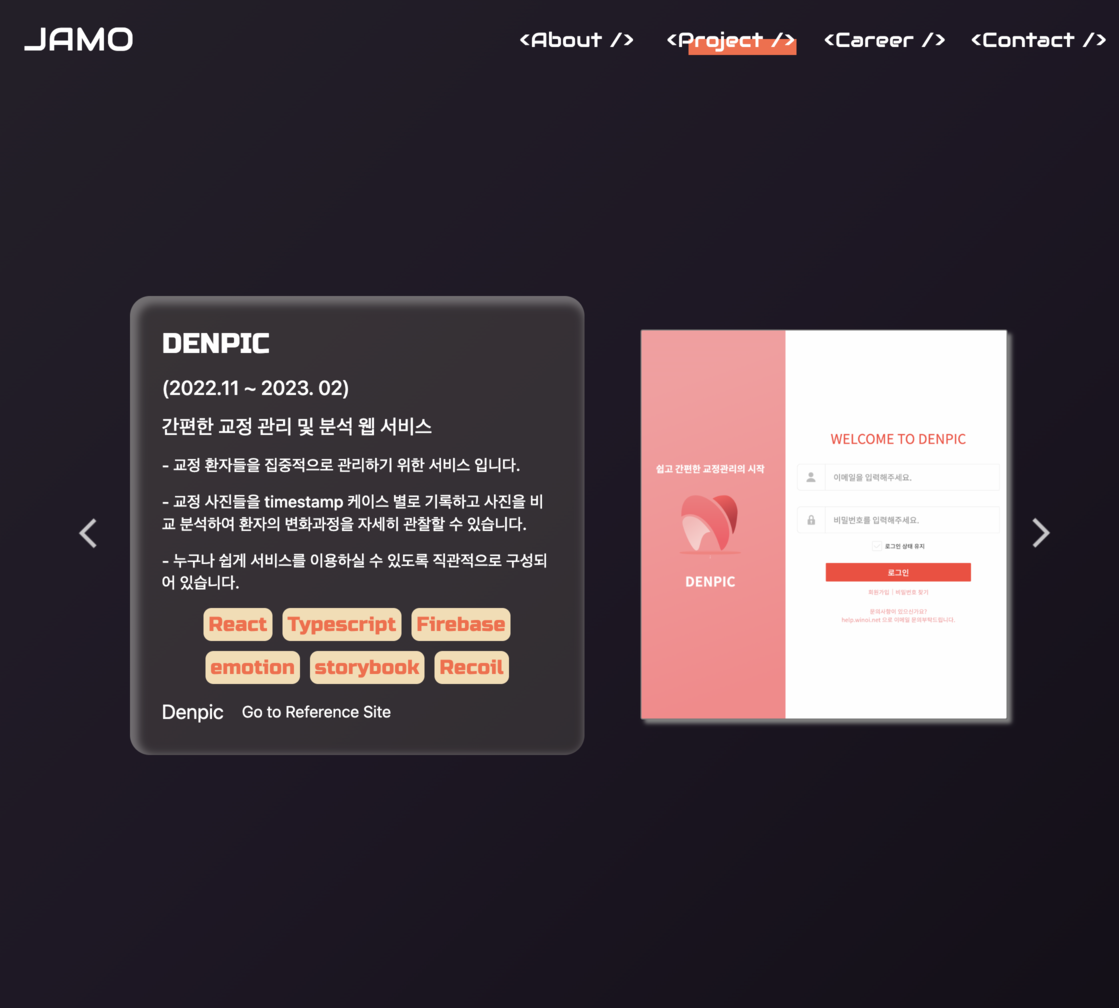 JAMO
<About />
<Project />
<Career />
<Contact />
DENPIC
(2022.11 ~ 2023. 02)
간편한 교정 관리 및 분석 웹 서비스
- 교정 환자들을 집중적으로 관리하기 위한 서비스 입니다.
- 교정 사진들을 timestamp 케이스 별로 기록하고 사진을 비
교 분석하여 환자의 변화과정을 자세히 관찰할 수 있습니다.
- 누구나 쉽게 서비스를 이용하실 수 있도록 직관적으로 구성되
어 있습니다.
React Typescript Firebase
emotion storybook Recoil
Denpic Go to Reference Site
쉽고 간편한 교정관리의 시작
DENPIC
WELCOME TO DENPIC
이메일을 입력해주세요.
비밀번호를 입력해주세요.
로그인 상태 유지
로그인
회원가입 / 비밀번호 찾기
문의사항이 있으신가요?
help.wimoi.net 으로 이메일 문의부탁드립니다.